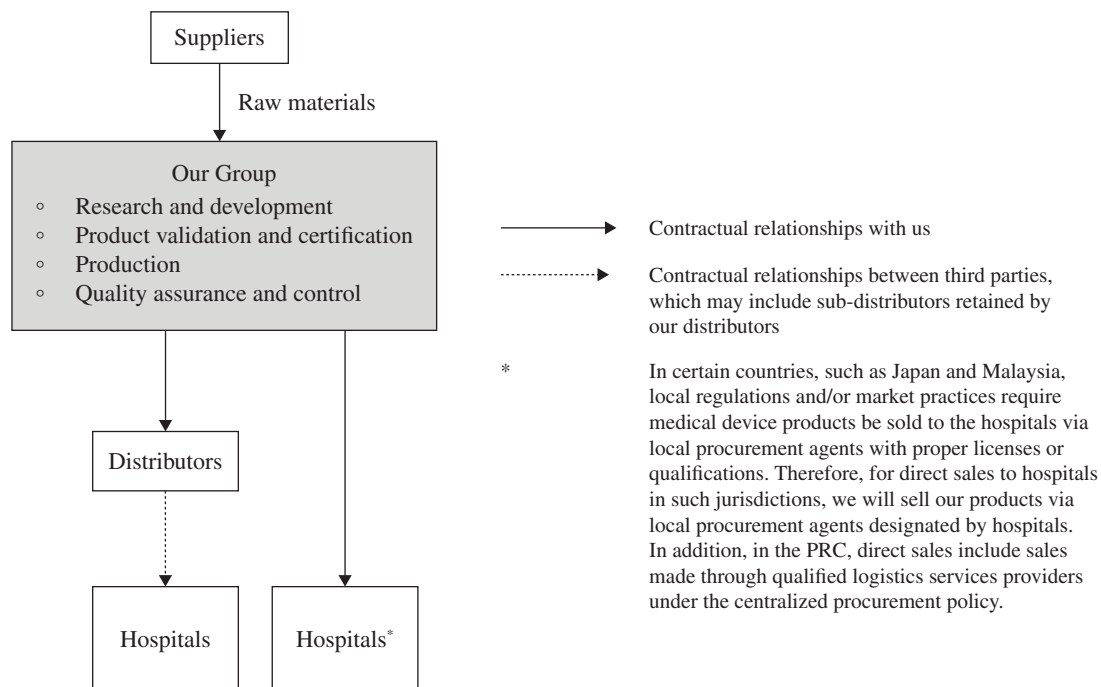 Suppliers
Raw materials
Our Group
◦ Research and development
◦ Product validation and certification
◦ Production
◦ Quality assurance and control
Distributors
Hospitals
Hospitals*
Contractual relationships with us
Contractual relationships between third parties,
which may include sub-distributors retained by
our distributors
* In certain countries, such as Japan and Malaysia,
local regulations and/or market practices require
medical device products be sold to the hospitals via
local procurement agents with proper licenses or
qualifications. Therefore, for direct sales to hospitals
in such jurisdictions, we will sell our products via
local procurement agents designated by hospitals.
In addition, in the PRC, direct sales include sales
made through qualified logistics services providers
under the centralized procurement policy.